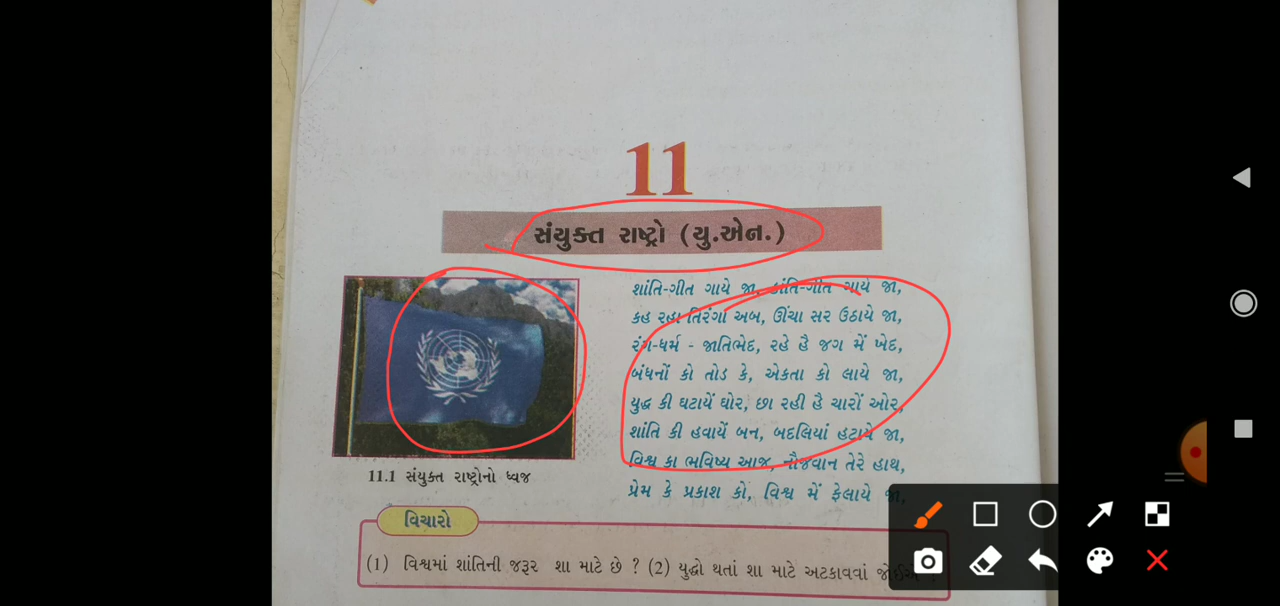 11
સંયુક્ત રાષ્ટ્રો (યુ.એન.)
શાંતિ-ગીત ગાયે જા, ક્રાંતિ-ગીત ગાયે જા,
કહ રહા તિરંગા અબ, ઊંચા સર ઉઠાયે જા,
રંગ-ધર્મ - જાતિભેદ, રહે હૈ જગ મેં ખેદ,
બંધનોં કો તોડ કે, એકતા કો લાયે જા,
યુદ્ધ કી ઘટાયેં ઘોર, છા રહી હૈ ચારોં ઓર,
શાંતિ કી હવાયેં બન, બદલિયાં હટાયે જા,
વિશ્વ કા ભવિષ્ય આજ, નૌજવાન તેરે હાથ,
પ્રેમ કે પ્રકાશ કો, વિશ્વ મેં ફેલાયે જા,
11.1 સંયુક્ત રાષ્ટ્રોનો ધ્વજ
વિચારો
(1) વિશ્વમાં શાંતિની જરૂર શા માટે છે ? (2) યુદ્ધો થતાં શા માટે અટકાવવાં જોઈએ ?